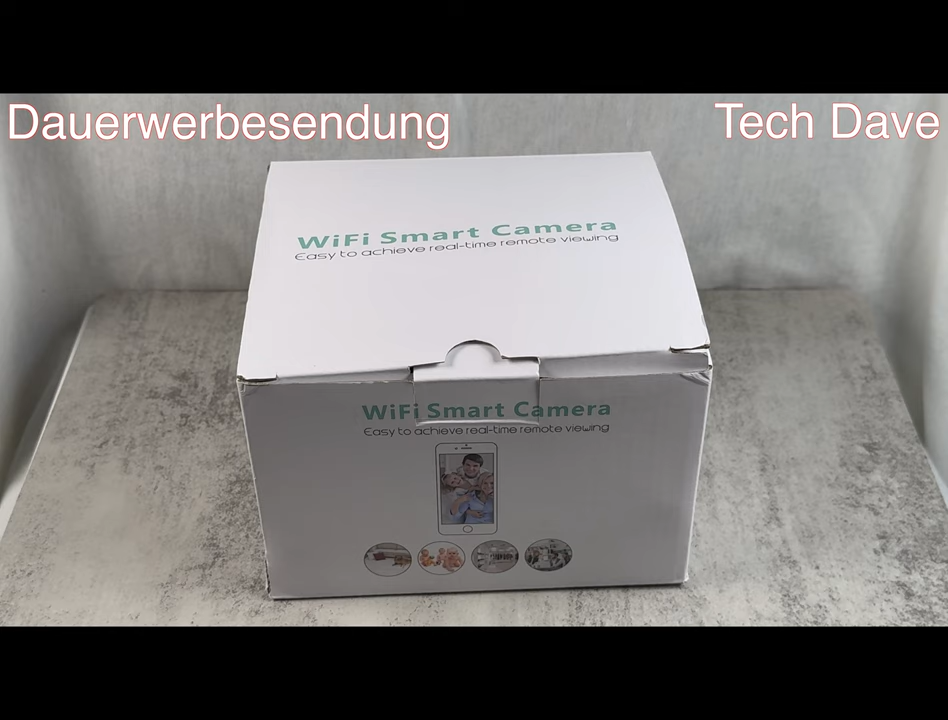 Dauerwerbesendung
Tech Dave
WiFi Smart Camera
Easy to achieve real-time remote viewing
WiFi Smart Camera
Easy to achieve real-time remote viewing